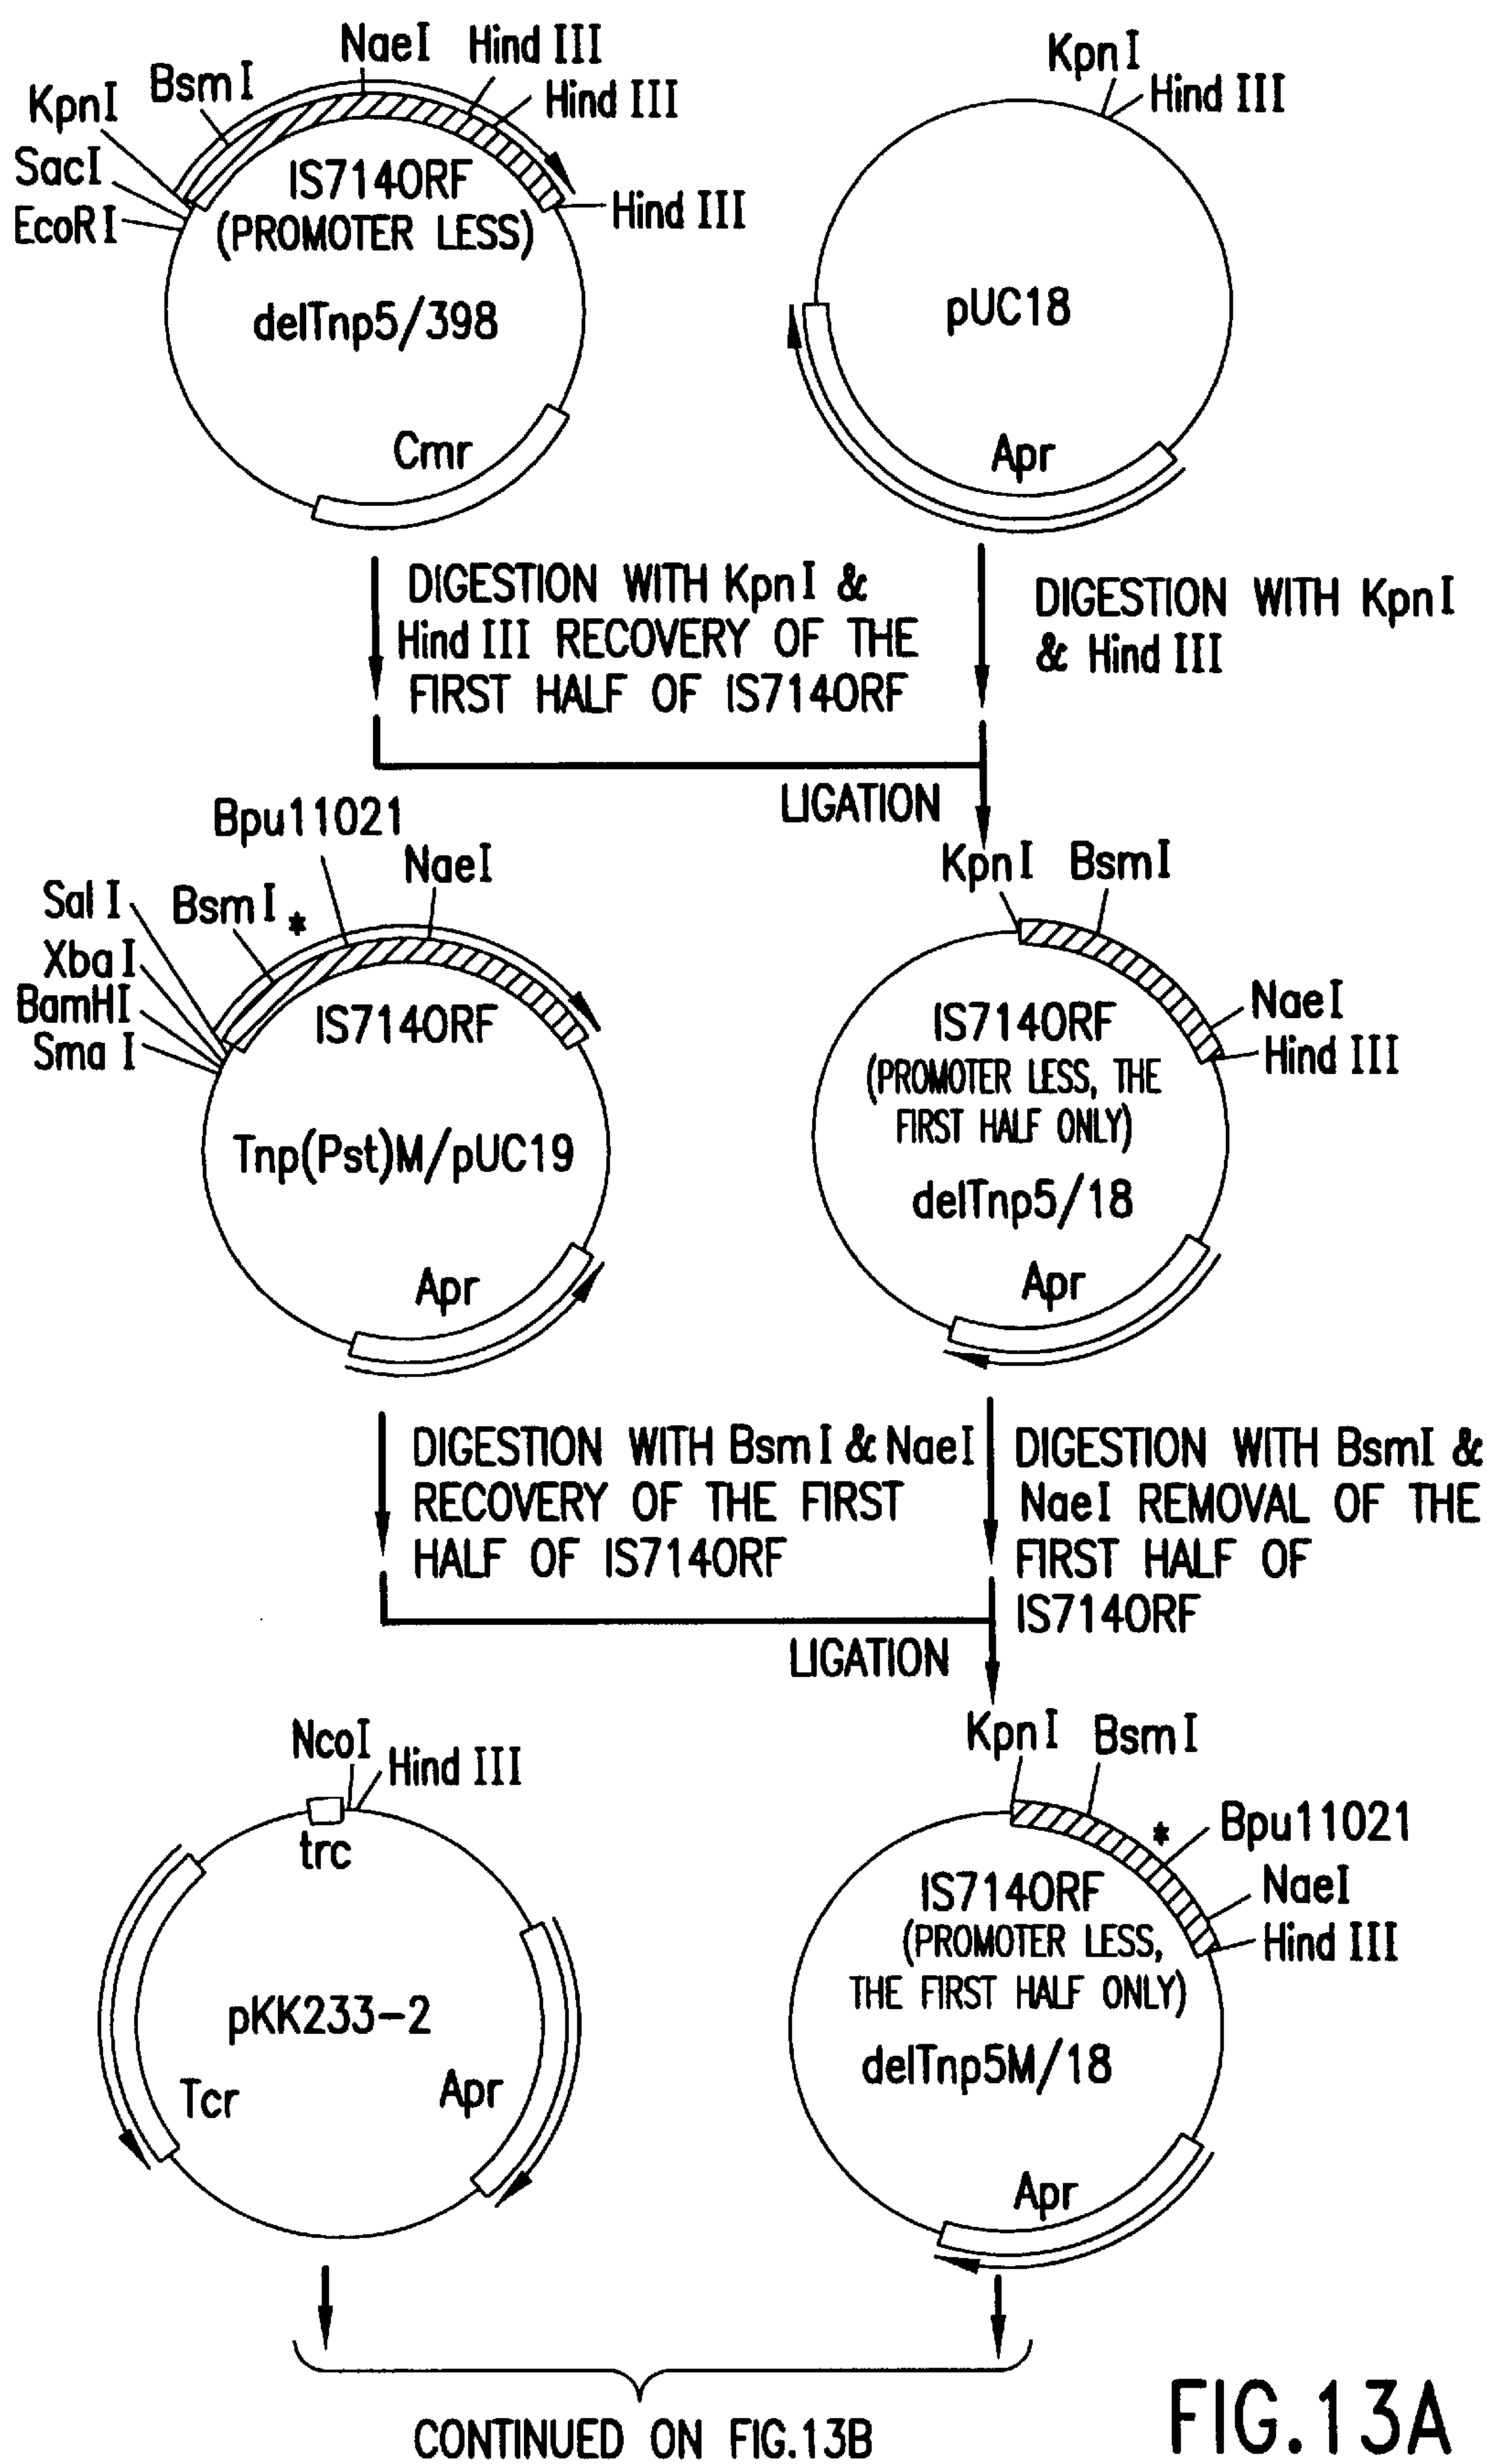 NaeI
Hind III
KpnI
BsmI
KpnI
Hind III
Hind III
SacI
IS714ORF
Hind III
EcoRI
(PROMOTER LESS)
delTnp5/398
pUC18
Cmr
Apr
DIGESTION WITH KpnI &
Hind III RECOVERY OF THE
FIRST HALF OF IS714ORF
DIGESTION WITH KpnI
& Hind III
LIGATION
Bpu11021
NaeI
KpnI
BsmI
Sal I
BsmI
*
XbaI
BamHI
Sma I
IS714ORF
NaeI
Hind III
IS714ORF
(PROMOTER LESS, THE
FIRST HALF ONLY)
Tnp(Pst)M/pUC19
delTnp5/18
Apr
Apr
DIGESTION WITH BsmI & NaeI
RECOVERY OF THE FIRST
HALF OF IS714ORF
DIGESTION WITH BsmI &
NaeI REMOVAL OF THE
FIRST HALF OF
IS714ORF
LIGATION
NcoI
Hind III
trc
KpnI
BsmI
*
Bpu11021
NaeI
Hind III
IS714ORF
(PROMOTER LESS,
THE FIRST HALF ONLY)
pKK233-2
delTnp5M/18
Tcr
Apr
Apr
CONTINUED ON FIG.13B
FIG.13A